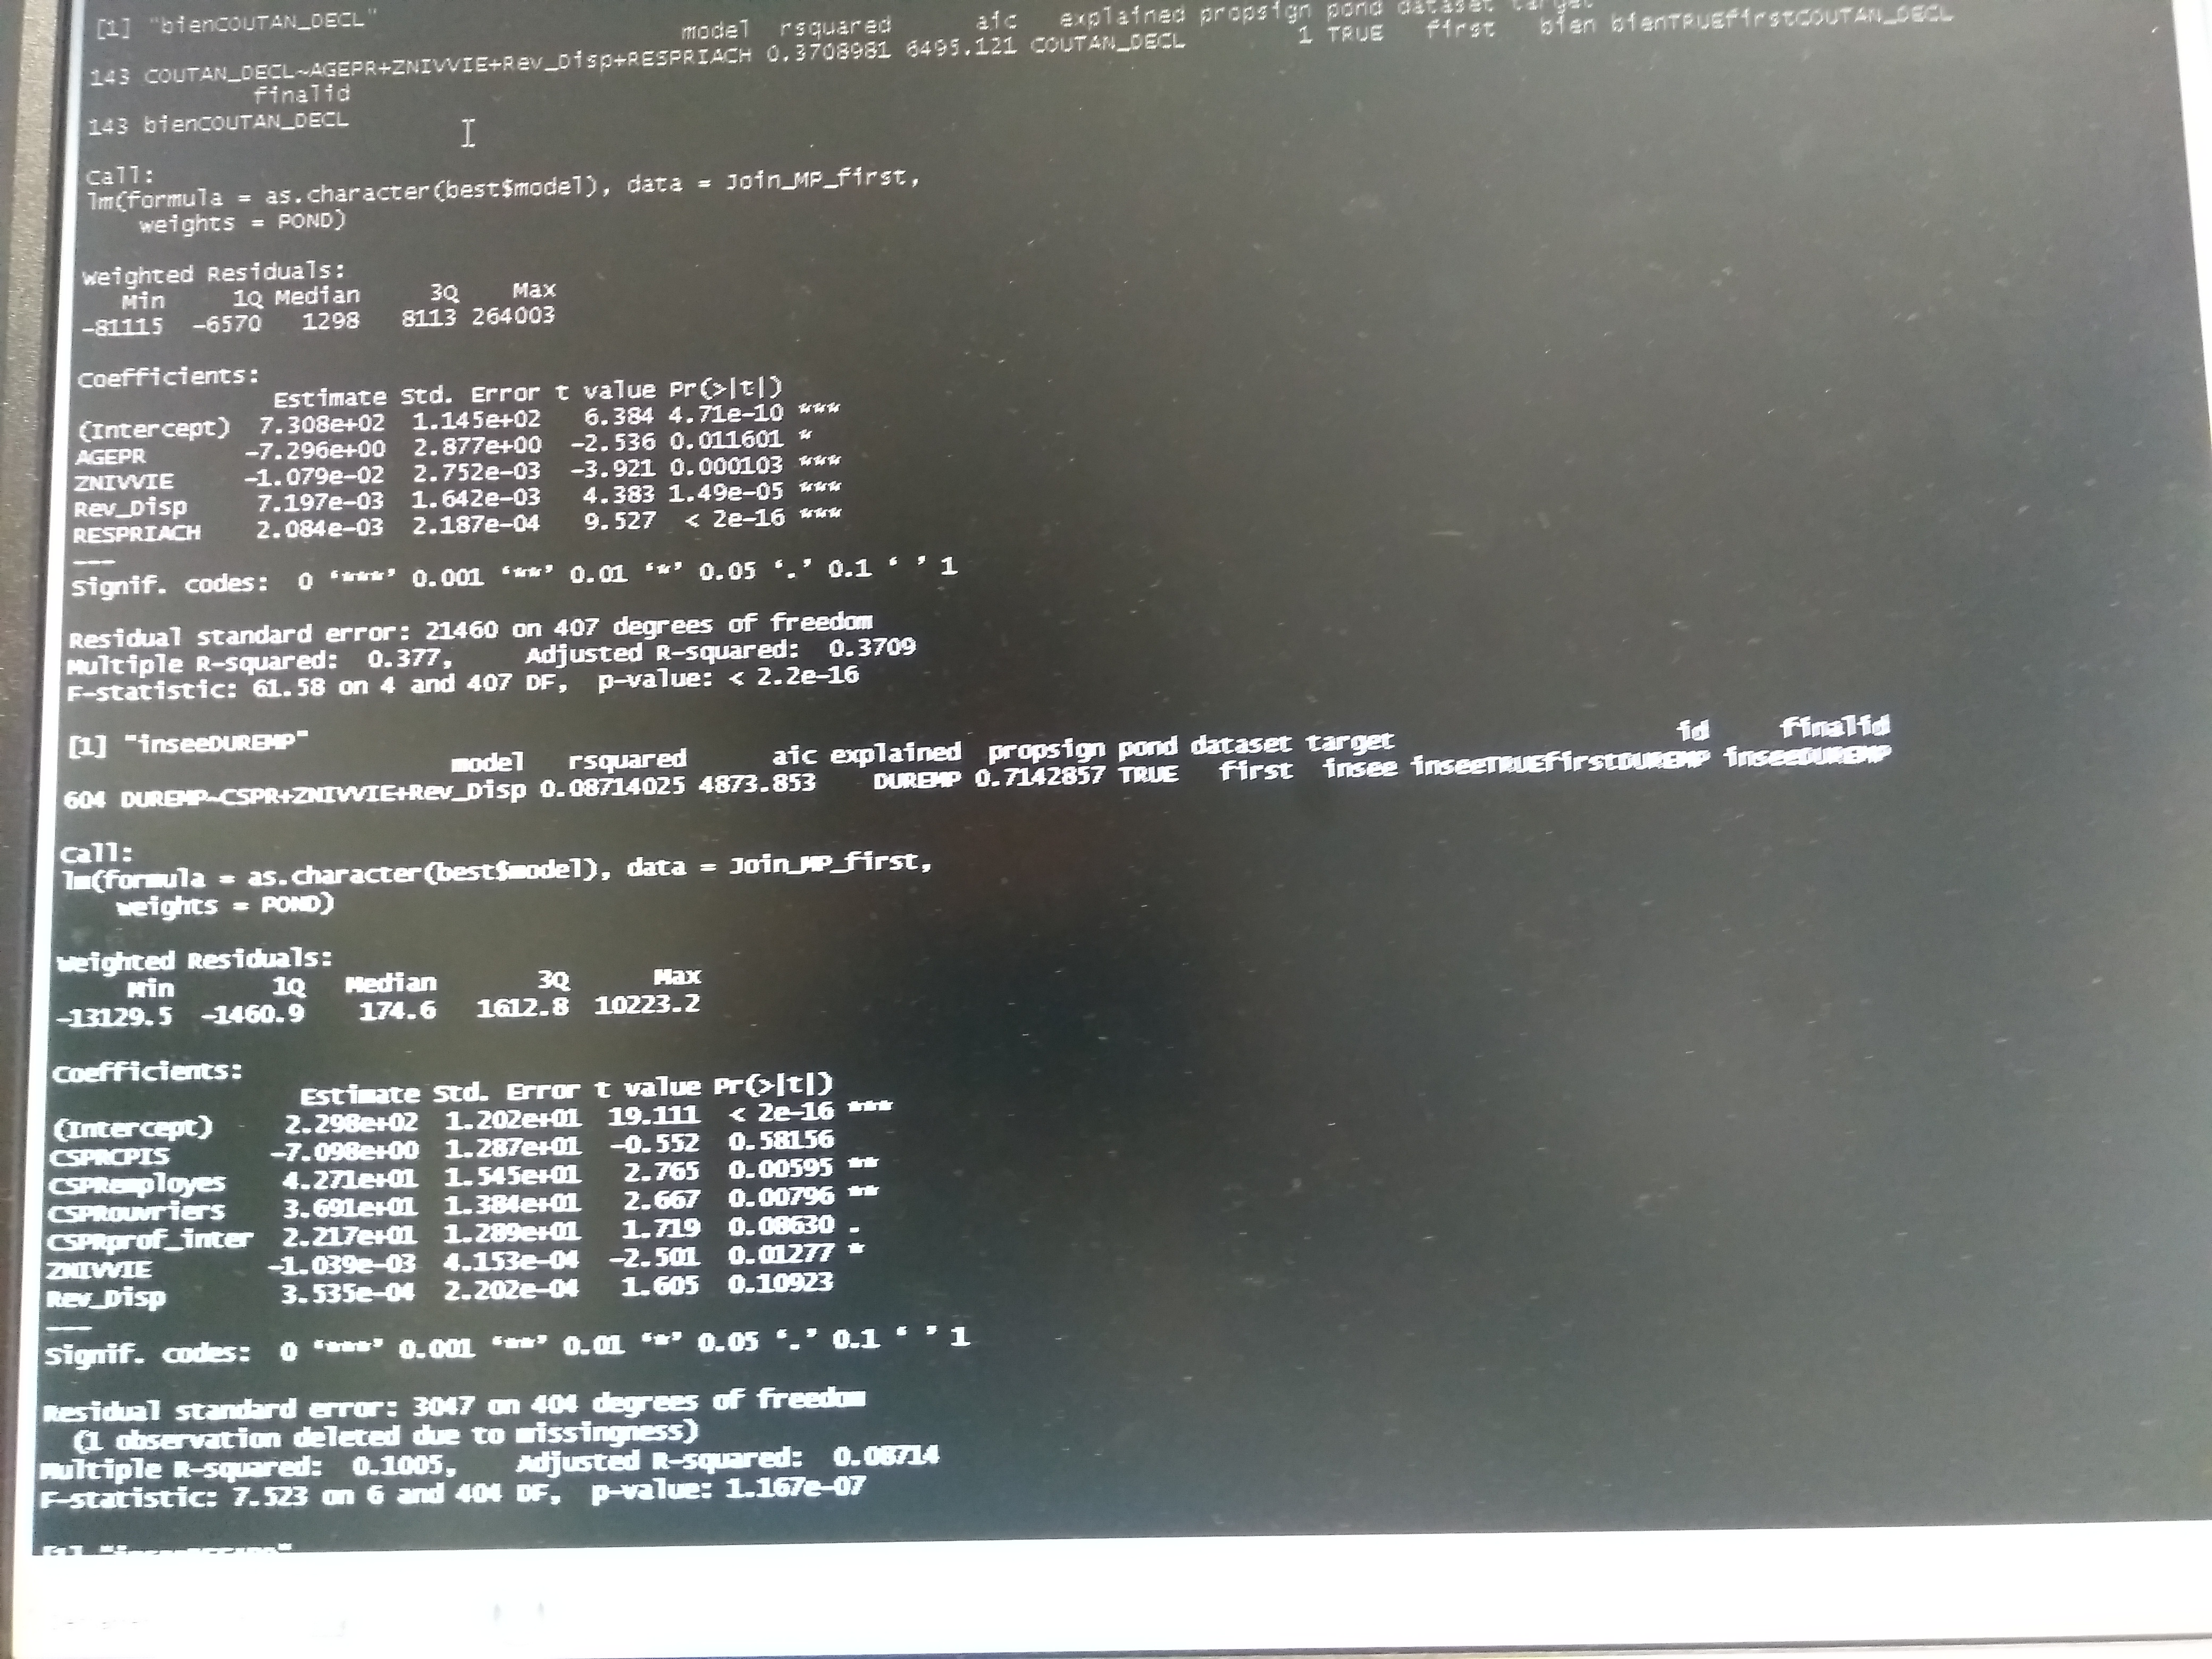 [1] "bienCOUTAN_DECL"
model rsquared aic explained propsign pond dataset target
143 COUTAN_DECL~AGEPR+ZNIVVIE+Rev_Disp+RESPRIACH 0.3708981 6495.121 COUTAN_DECL 1 TRUE first bien bienTRUEfirstCOUTAN_DECL
finalid
143 bienCOUTAN_DECL
Call:
lm(formula = as.character(best$model), data = Join_MP_first,
weights = POND)
Weighted Residuals:
Min 1Q Median 3Q Max
-81115 -6570 1298 8113 264003
Coefficients:
Estimate Std. Error t value Pr(>|t|)
(Intercept) 7.308e+02 1.145e+02 6.384 4.71e-10 ***
AGEPR -7.296e+00 2.877e+00 -2.536 0.011601 *
ZNIVVIE -1.079e-02 2.752e-03 -3.921 0.000103 ***
Rev_Disp 7.197e-03 1.642e-03 4.383 1.49e-05 ***
RESPRIACH 2.084e-03 2.187e-04 9.527 < 2e-16 ***
---
Signif. codes: 0 ‘***’ 0.001 ‘**’ 0.01 ‘*’ 0.05 ‘.’ 0.1 ‘ ’ 1
Residual standard error: 21460 on 407 degrees of freedom
Multiple R-squared: 0.377, Adjusted R-squared: 0.3709
F-statistic: 61.58 on 4 and 407 DF, p-value: < 2.2e-16
[1] "inseeDUREMP"
model rsquared aic explained propsign pond dataset target id finalid
604 DUREMP~CSPR+ZNIVVIE+Rev_Disp 0.08714025 4873.853 DUREMP 0.7142857 TRUE first insee inseeTRUEfirstDUREMP inseeDUREMP
Call:
lm(formula = as.character(best$model), data = Join_MP_first,
weights = POND)
Weighted Residuals:
Min 1Q Median 3Q Max
-13129.5 -1460.9 174.6 1612.8 10223.2
Coefficients:
Estimate Std. Error t value Pr(>|t|)
(Intercept) 2.298e+02 1.202e+01 19.111 < 2e-16 ***
CSPRCPIS -7.098e+00 1.287e+01 -0.552 0.58156
CSPRemployes 4.271e+01 1.545e+01 2.765 0.00595 **
CSPRouvriers 3.691e+01 1.384e+01 2.667 0.00796 **
CSPRprof_inter 2.217e+01 1.289e+01 1.719 0.08630 .
ZNIVVIE -1.039e-03 4.153e-04 -2.501 0.01277 *
Rev_Disp 3.535e-04 2.202e-04 1.605 0.10923
---
Signif. codes: 0 ‘***’ 0.001 ‘**’ 0.01 ‘*’ 0.05 ‘.’ 0.1 ‘ ’ 1
Residual standard error: 3047 on 404 degrees of freedom
(1 observation deleted due to missingness)
Multiple R-squared: 0.1005, Adjusted R-squared: 0.08714
F-statistic: 7.523 on 6 and 404 DF, p-value: 1.167e-07